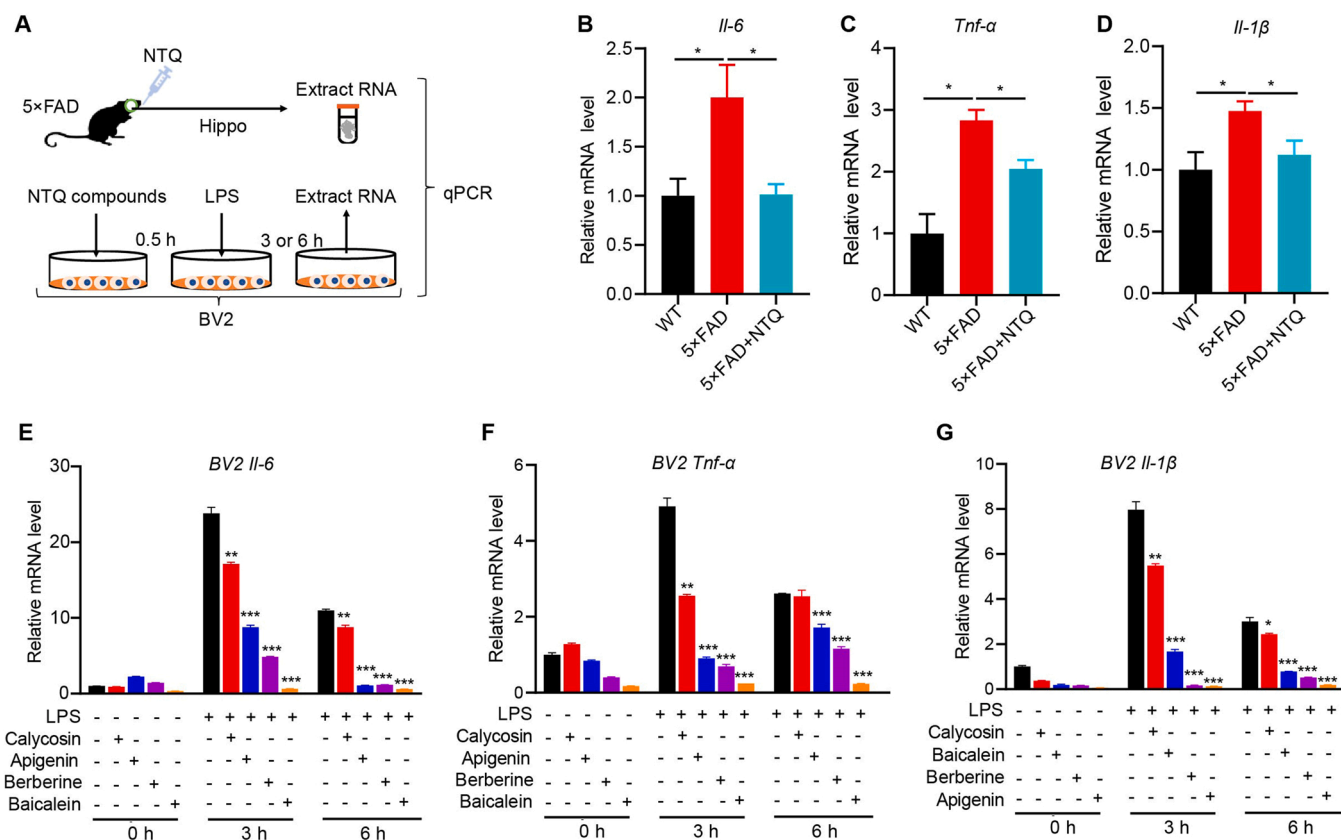 A
NTQ
5×FAD
Hippo
Extract RNA
NTQ compounds
LPS
Extract RNA
0.5 h
3 or 6 h
BV2
qPCR
B
Il-6
Relative mRNA level
2.5
2.0
1.5
1.0
0.5
0.0
* *
WT
5×FAD
5×FAD+NTQ
C
Tnf-α
Relative mRNA level
4
3
2
1
0
* *
WT
5×FAD
5×FAD+NTQ
D
Il-1β
Relative mRNA level
2.0
1.5
1.0
0.5
0.0
* *
WT
5×FAD
5×FAD+NTQ
E
BV2 Il-6
Relative mRNA level
30
20
10
0
** *** *** *** ** *** *** ***
LPS - - - - - + + + + + + + + + +
Calycosin - + - - - - + - - - - + - - -
Apigenin - - + - - - - + - - - - + - -
Berberine - - - + - - - - + - - - - + -
Baicalein - - - - + - - - - + - - - - +
0 h 3 h 6 h
F
BV2 Tnf-α
Relative mRNA level
6
4
2
0
** *** *** *** *** *** ***
LPS - - - - - + + + + + + + + + +
Calycosin - + - - - - + - - - - + - - -
Apigenin - - + - - - - + - - - - + - -
Berberine - - - + - - - - + - - - - + -
Baicalein - - - - + - - - - + - - - - +
0 h 3 h 6 h
G
BV2 Il-1β
Relative mRNA level
10
8
6
4
2
0
** *** *** *** * *** *** ***
LPS - - - - - + + + + + + + + + +
Calycosin - + - - - - + - - - - + - - -
Baicalein - - + - - - - + - - - - + - -
Berberine - - - + - - - - + - - - - + -
Apigenin - - - - + - - - - + - - - - +
0 h 3 h 6 h